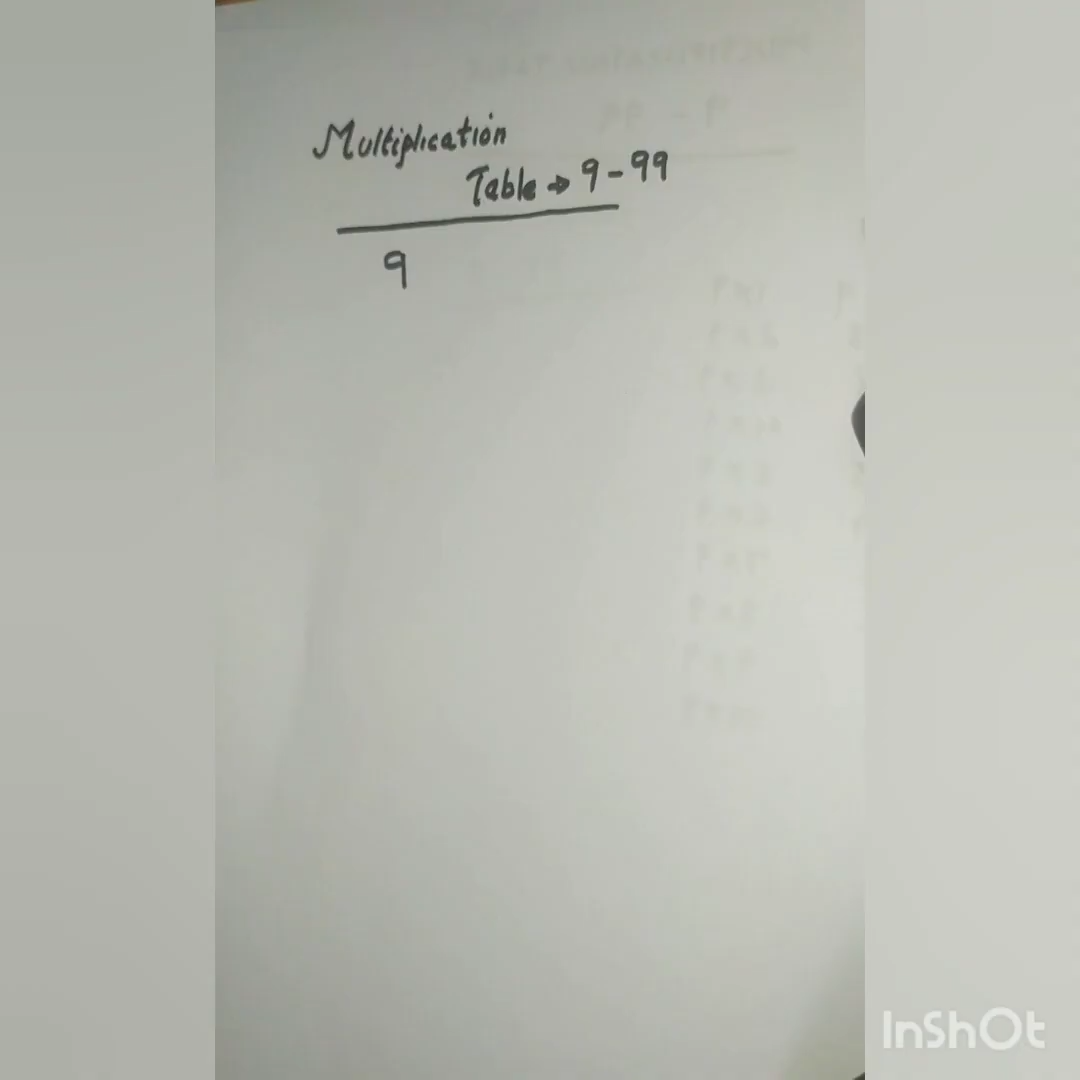 Multiplication
Table → 9 - 99
9
InShOt